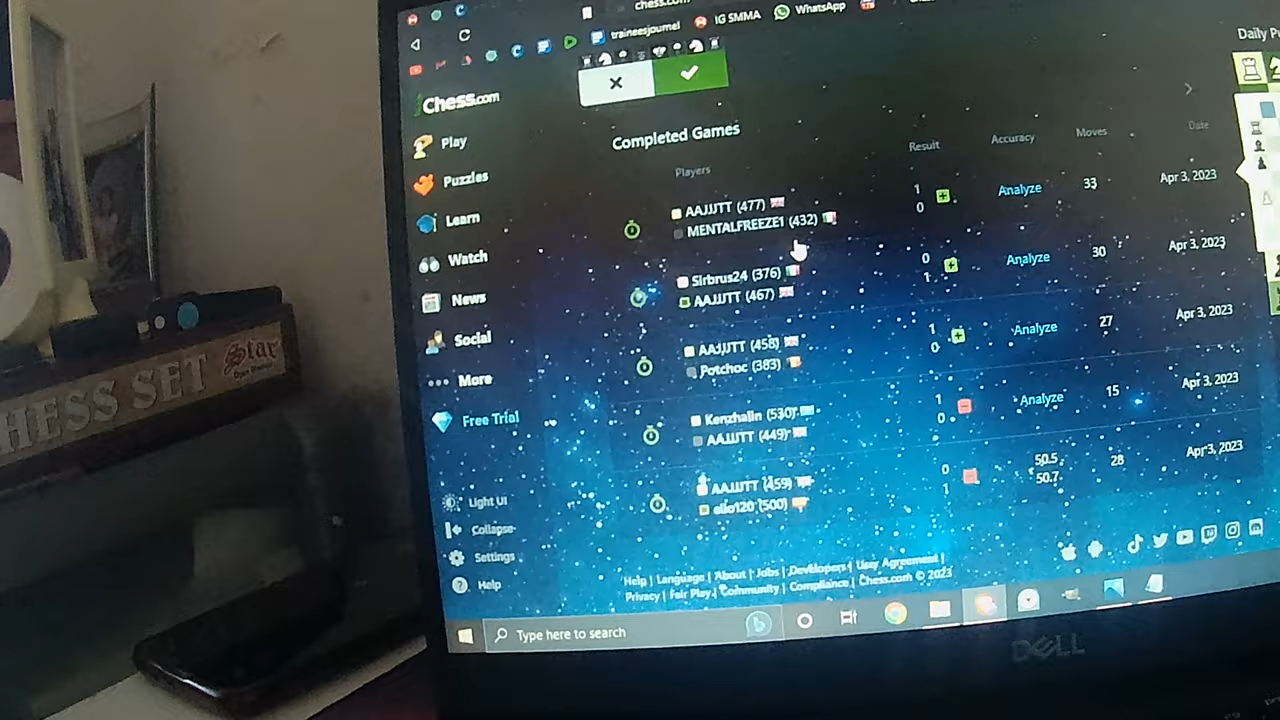 chess.com
traineesjournel
IG SMMA
WhatsApp
Chess.com
Play
Puzzles
Learn
Watch
News
Social
More
Free Trial
Light UI
Collapse
Settings
Help
Completed Games
Players Result Accuracy Moves Date
AAJJJTT (477) 1 Analyze 33 Apr 3, 2023
MENTALFREEZE1 (432) 0
Sirbrus24 (376) 0 Analyze 30 Apr 3, 2023
AAJJJTT (467) 1
AAJJJTT (458) 1 Analyze 27 Apr 3, 2023
Potchoc (383) 0
Kenzhalin (530) 1 Analyze 15 Apr 3, 2023
AAJJJTT (449) 0
AAJJJTT (459) 0 50.5 28 Apr 3, 2023
(500) 1 50.7
Help | Language | About | Jobs | Developers | User Agreement |
Privacy | Fair Play | Community | Compliance | Chess.com © 2023
Type here to search
DELL
HESS SET
Star